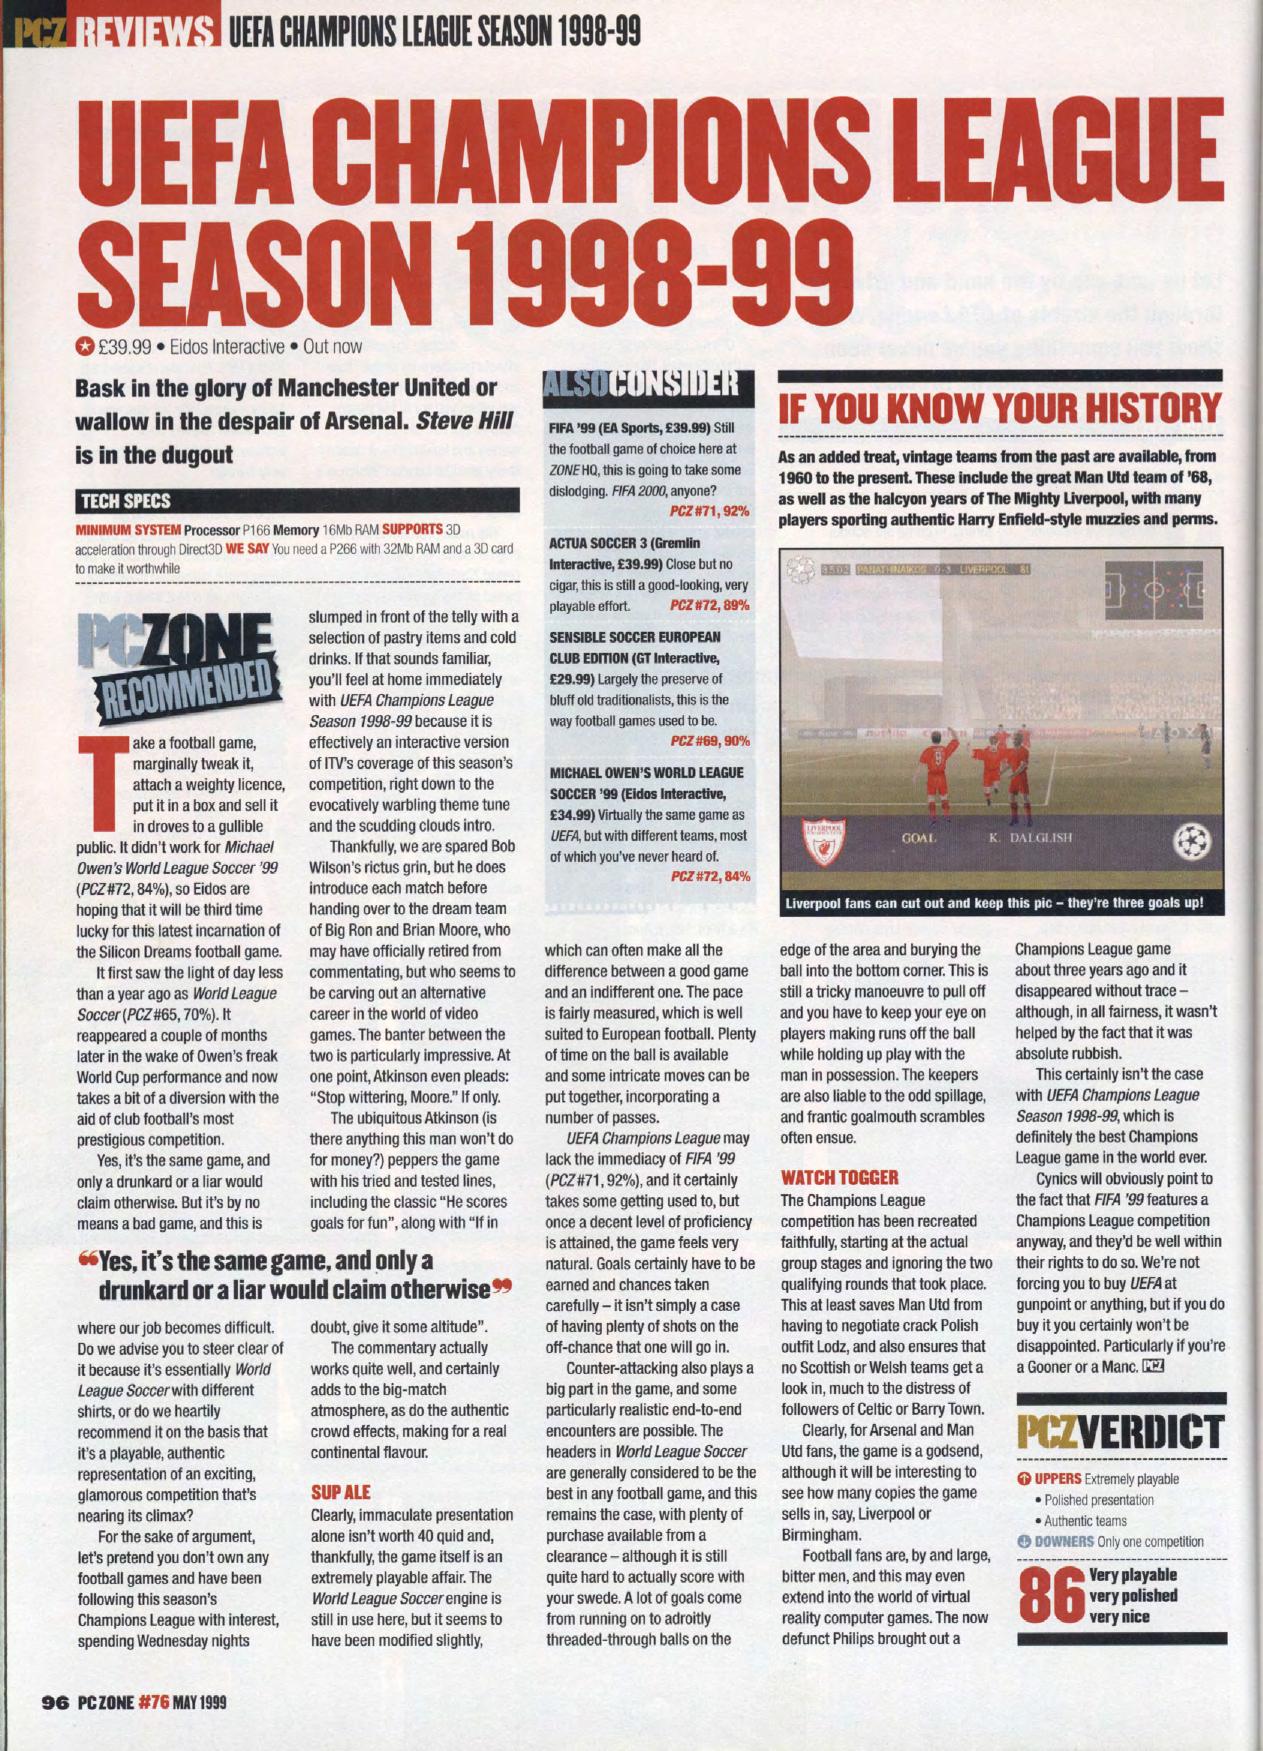 PCZ REVIEWS UEFA CHAMPIONS LEAGUE SEASON 1998-99
UEFA CHAMPIONS LEAGUE
SEASON 1998-99
£39.99 • Eidos Interactive • Out now
Bask in the glory of Manchester United or
wallow in the despair of Arsenal. Steve Hill
is in the dugout
TECH SPECS
MINIMUM SYSTEM Processor P166 Memory 16Mb RAM SUPPORTS 3D
acceleration through Direct3D WE SAY You need a P266 with 32Mb RAM and a 3D card
to make it worthwhile
PCZONE
RECOMMENDED
Take a football game,
marginally tweak it,
attach a weighty licence,
put it in a box and sell it
in droves to a gullible
public. It didn't work for Michael
Owen's World League Soccer '99
(PCZ #72, 84%), so Eidos are
hoping that it will be third time
lucky for this latest incarnation of
the Silicon Dreams football game.
It first saw the light of day less
than a year ago as World League
Soccer (PCZ #65, 70%). It
reappeared a couple of months
later in the wake of Owen's freak
World Cup performance and now
takes a bit of a diversion with the
aid of club football's most
prestigious competition.
Yes, it's the same game, and
only a drunkard or a liar would
claim otherwise. But it's by no
means a bad game, and this is
“Yes, it's the same game, and only a
drunkard or a liar would claim otherwise”
where our job becomes difficult.
Do we advise you to steer clear of
it because it's essentially World
League Soccer with different
shirts, or do we heartily
recommend it on the basis that
it's a playable, authentic
representation of an exciting,
glamorous competition that's
nearing its climax?
For the sake of argument,
let's pretend you don't own any
football games and have been
following this season's
Champions League with interest,
spending Wednesday nights
slumped in front of the telly with a
selection of pastry items and cold
drinks. If that sounds familiar,
you'll feel at home immediately
with UEFA Champions League
Season 1998-99 because it is
effectively an interactive version
of ITV's coverage of this season's
competition, right down to the
evocatively warbling theme tune
and the scudding clouds intro.
Thankfully, we are spared Bob
Wilson's rictus grin, but he does
introduce each match before
handing over to the dream team
of Big Ron and Brian Moore, who
may have officially retired from
commentating, but who seems to
be carving out an alternative
career in the world of video
games. The banter between the
two is particularly impressive. At
one point, Atkinson even pleads:
“Stop wittering, Moore.” If only.
The ubiquitous Atkinson (is
there anything this man won't do
for money?) peppers the game
with his tried and tested lines,
including the classic “He scores
goals for fun”, along with “If in
doubt, give it some altitude”.
The commentary actually
works quite well, and certainly
adds to the big-match
atmosphere, as do the authentic
crowd effects, making for a real
continental flavour.
SUP ALE
Clearly, immaculate presentation
alone isn't worth 40 quid and,
thankfully, the game itself is an
extremely playable affair. The
World League Soccer engine is
still in use here, but it seems to
have been modified slightly,
ALSO CONSIDER
FIFA '99 (EA Sports, £39.99) Still
the football game of choice here at
ZONE HQ, this is going to take some
dislodging. FIFA 2000, anyone?
PCZ #71, 92%
ACTUA SOCCER 3 (Gremlin
Interactive, £39.99) Close but no
cigar, this is still a good-looking, very
playable effort. PCZ #72, 89%
SENSIBLE SOCCER EUROPEAN
CLUB EDITION (GT Interactive,
£29.99) Largely the preserve of
bluff old traditionalists, this is the
way football games used to be.
PCZ #69, 90%
MICHAEL OWEN'S WORLD LEAGUE
SOCCER '99 (Eidos Interactive,
£34.99) Virtually the same game as
UEFA, but with different teams, most
of which you've never heard of.
PCZ #72, 84%
which can often make all the
difference between a good game
and an indifferent one. The pace
is fairly measured, which is well
suited to European football. Plenty
of time on the ball is available
and some intricate moves can be
put together, incorporating a
number of passes.
UEFA Champions League may
lack the immediacy of FIFA '99
(PCZ #71, 92%), and it certainly
takes some getting used to, but
once a decent level of proficiency
is attained, the game feels very
natural. Goals certainly have to be
earned and chances taken
carefully – it isn't simply a case
of having plenty of shots on the
off-chance that one will go in.
Counter-attacking also plays a
big part in the game, and some
particularly realistic end-to-end
encounters are possible. The
headers in World League Soccer
are generally considered to be the
best in any football game, and this
remains the case, with plenty of
purchase available from a
clearance – although it is still
quite hard to actually score with
your swede. A lot of goals come
from running on to adroitly
threaded-through balls on the
IF YOU KNOW YOUR HISTORY
As an added treat, vintage teams from the past are available, from
1960 to the present. These include the great Man Utd team of '68,
as well as the halcyon years of The Mighty Liverpool, with many
players sporting authentic Harry Enfield-style muzzies and perms.
PANATHINAIKOS 0-3 LIVERPOOL 81
LIVERPOOL
GOAL K. DALGLISH
Liverpool fans can cut out and keep this pic – they're three goals up!
edge of the area and burying the
ball into the bottom corner. This is
still a tricky manoeuvre to pull off
and you have to keep your eye on
players making runs off the ball
while holding up play with the
man in possession. The keepers
are also liable to the odd spillage,
and frantic goalmouth scrambles
often ensue.
WATCH TOGGER
The Champions League
competition has been recreated
faithfully, starting at the actual
group stages and ignoring the two
qualifying rounds that took place.
This at least saves Man Utd from
having to negotiate crack Polish
outfit Lodz, and also ensures that
no Scottish or Welsh teams get a
look in, much to the distress of
followers of Celtic or Barry Town.
Clearly, for Arsenal and Man
Utd fans, the game is a godsend,
although it will be interesting to
see how many copies the game
sells in, say, Liverpool or
Birmingham.
Football fans are, by and large,
bitter men, and this may even
extend into the world of virtual
reality computer games. The now
defunct Philips brought out a
Champions League game
about three years ago and it
disappeared without trace –
although, in all fairness, it wasn't
helped by the fact that it was
absolute rubbish.
This certainly isn't the case
with UEFA Champions League
Season 1998-99, which is
definitely the best Champions
League game in the world ever.
Cynics will obviously point to
the fact that FIFA '99 features a
Champions League competition
anyway, and they'd be well within
their rights to do so. We're not
forcing you to buy UEFA at
gunpoint or anything, but if you do
buy it you certainly won't be
disappointed. Particularly if you're
a Gooner or a Manc. PCZ
PCZVERDICT
UPPERS Extremely playable
• Polished presentation
• Authentic teams
DOWNERS Only one competition
86 Very playable
very polished
very nice
96 PC ZONE #76 MAY 1999